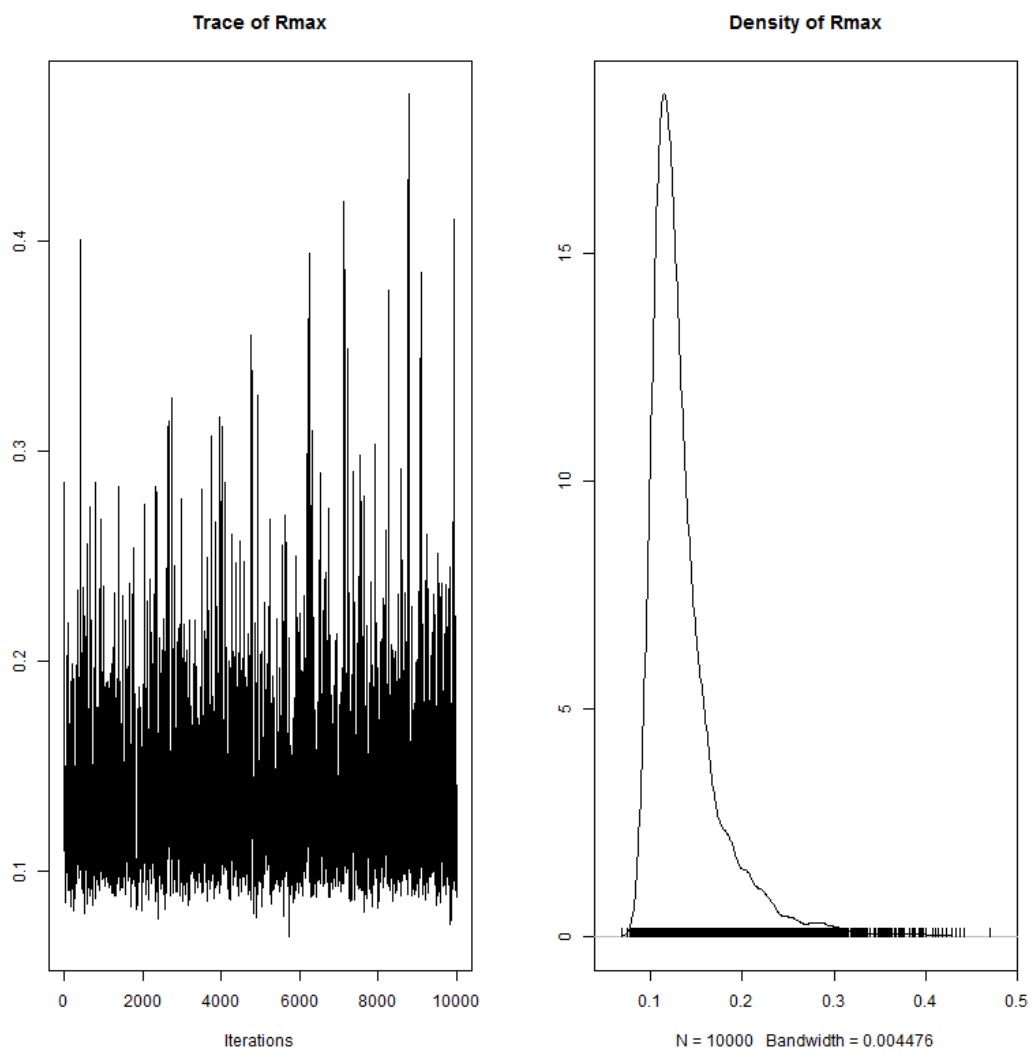 Trace of Rmax
0.4
0.3
0.2
0.1
0 2000 4000 6000 8000 10000
Iterations
Density of Rmax
15
10
5
0
0.1 0.2 0.3 0.4 0.5
N = 10000 Bandwidth = 0.004476